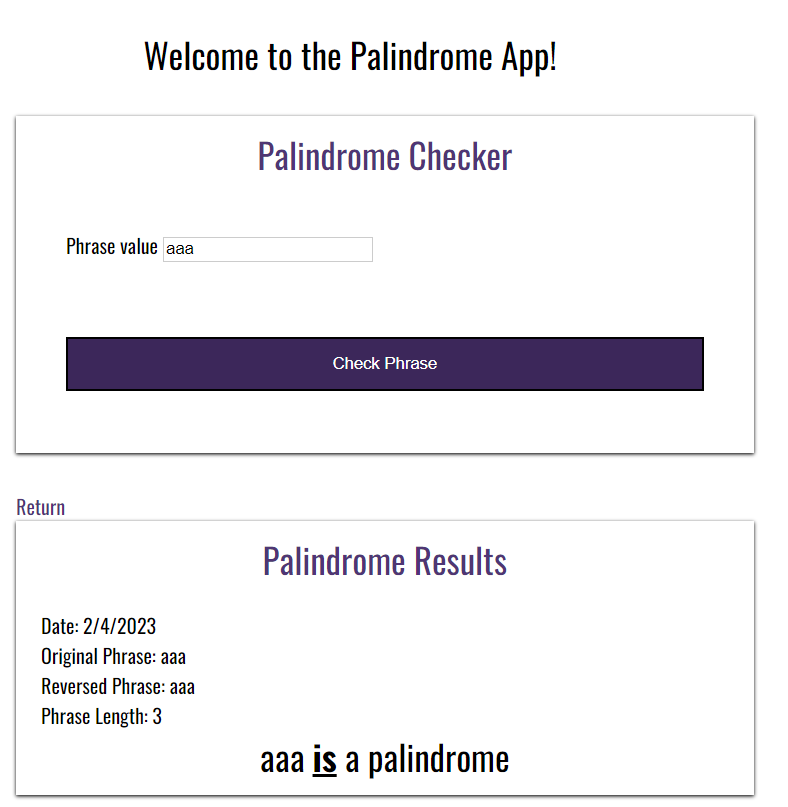 Welcome to the Palindrome App!
Palindrome Checker
Phrase value aaa
Check Phrase
Return
Palindrome Results
Date: 2/4/2023
Original Phrase: aaa
Reversed Phrase: aaa
Phrase Length: 3
aaa is a palindrome